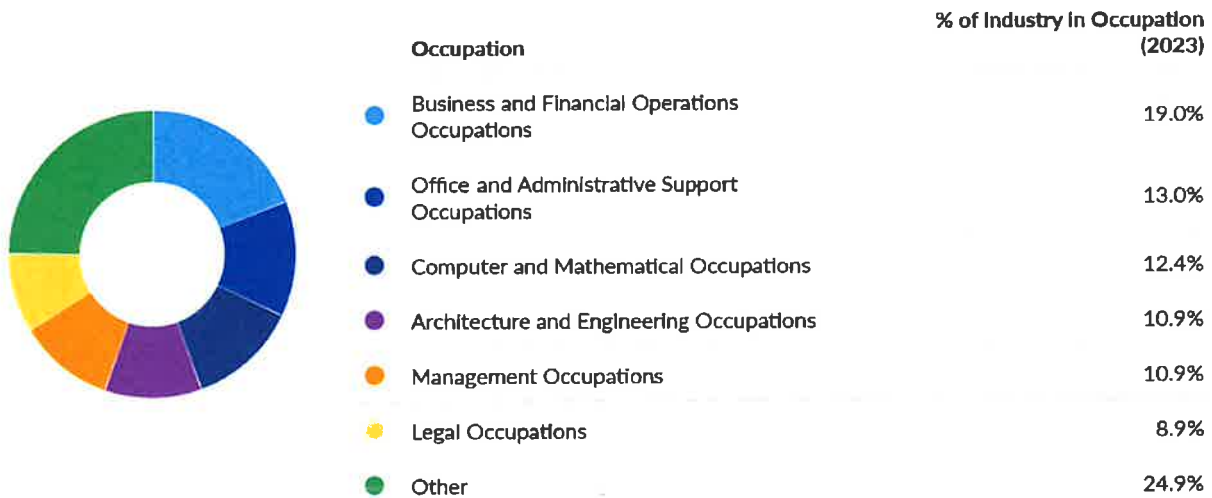 % of Industry in Occupation
(2023)
Occupation
Business and Financial Operations
Occupations
19.0%
Office and Administrative Support
Occupations
13.0%
Computer and Mathematical Occupations
12.4%
Architecture and Engineering Occupations
10.9%
Management Occupations
10.9%
Legal Occupations
8.9%
Other
24.9%